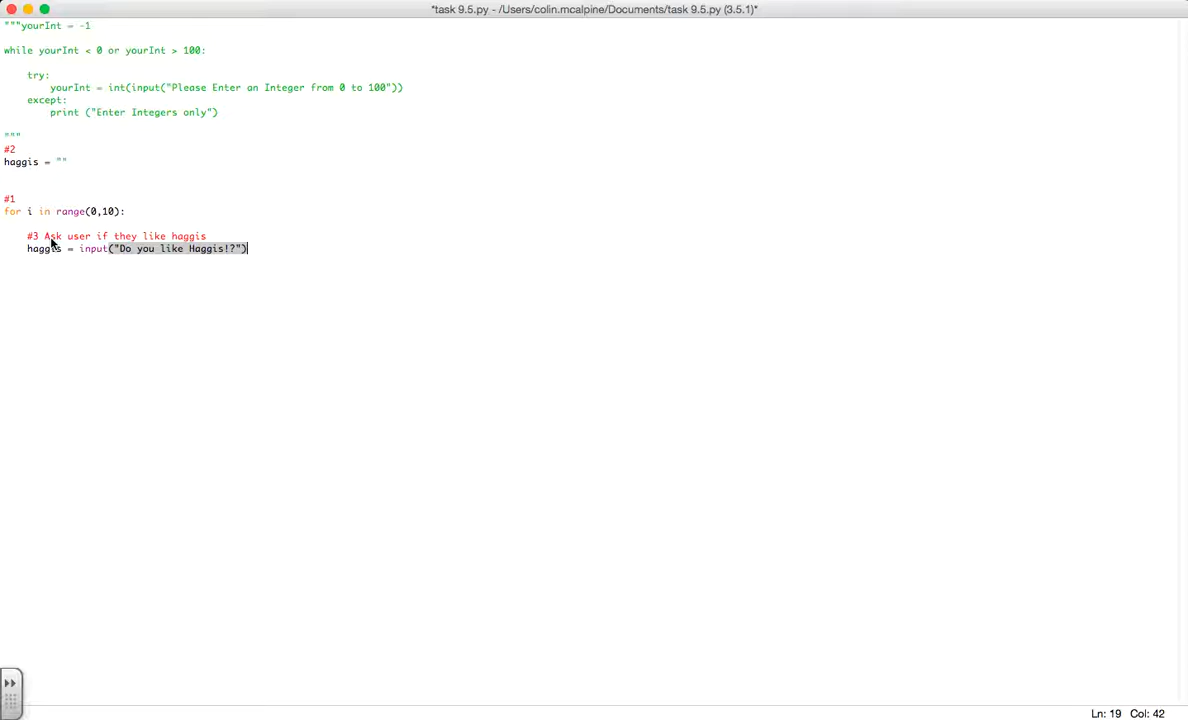 *task 9.5.py - /Users/colin.mcalpine/Documents/task 9.5.py (3.5.1)*
"""yourInt = -1
while yourInt < 0 or yourInt > 100:
try:
yourInt = int(input("Please Enter an Integer from 0 to 100"))
except:
print ("Enter Integers only")
"""
#2
haggis = ""
#1
for i in range(0,10):
#3 Ask user if they like haggis
haggis = input("Do you like Haggis!?")
Ln: 19 Col: 42